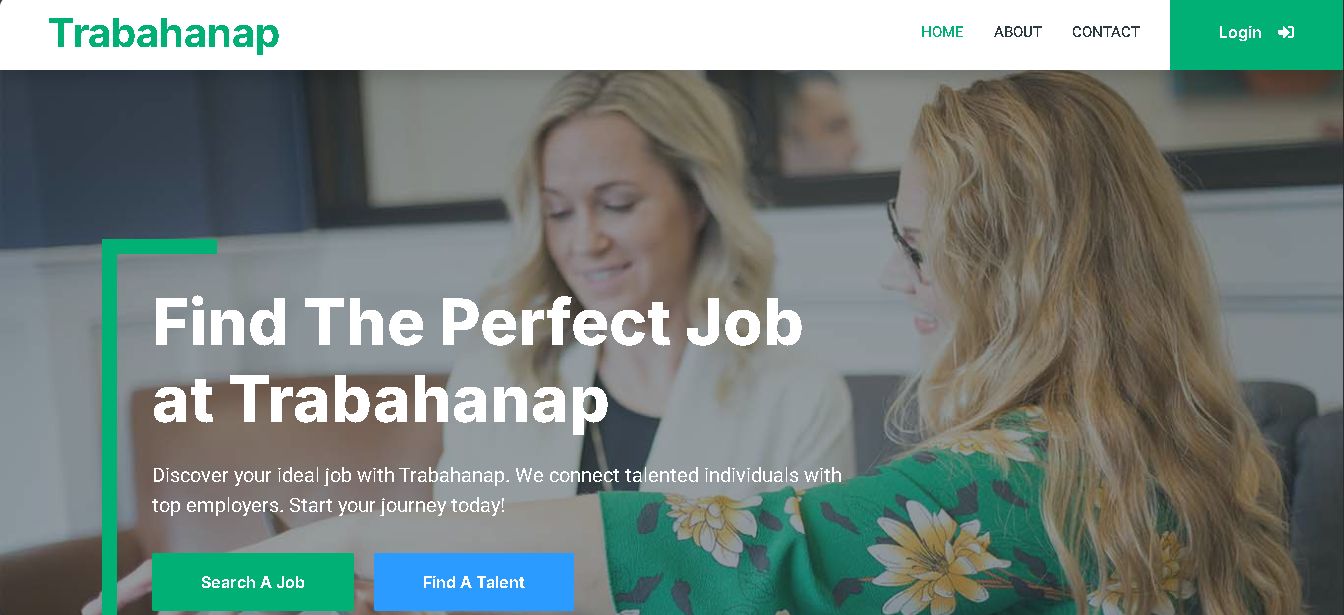 Trabahanap
HOME
ABOUT
CONTACT
Login
Find The Perfect Job
at Trabahanap
Discover your ideal job with Trabahanap. We connect talented individuals with
top employers. Start your journey today!
Search A Job
Find A Talent